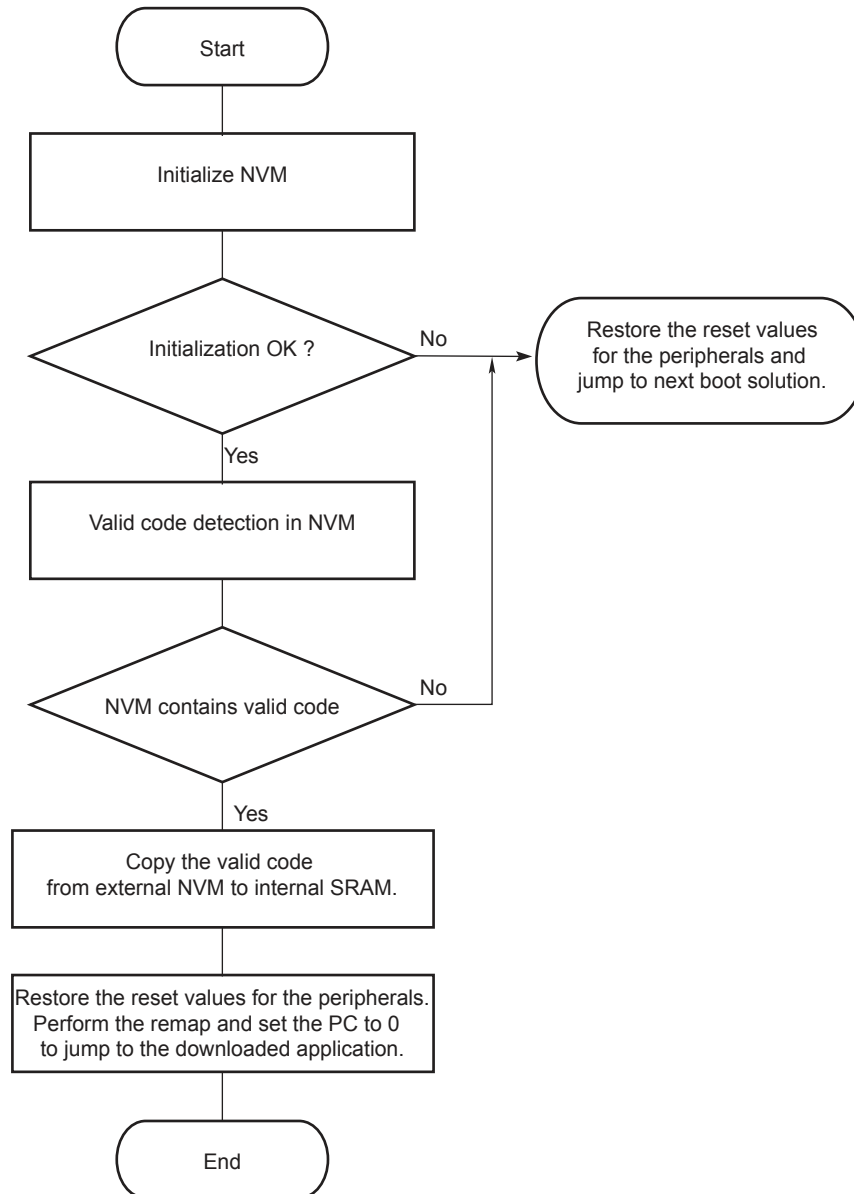 Start
Initialize NVM
Initialization OK ?
No
Restore the reset values
for the peripherals and
jump to next boot solution.
Yes
Valid code detection in NVM
NVM contains valid code
No
Yes
Copy the valid code
from external NVM to internal SRAM.
Restore the reset values for the peripherals.
Perform the remap and set the PC to 0
to jump to the downloaded application.
End